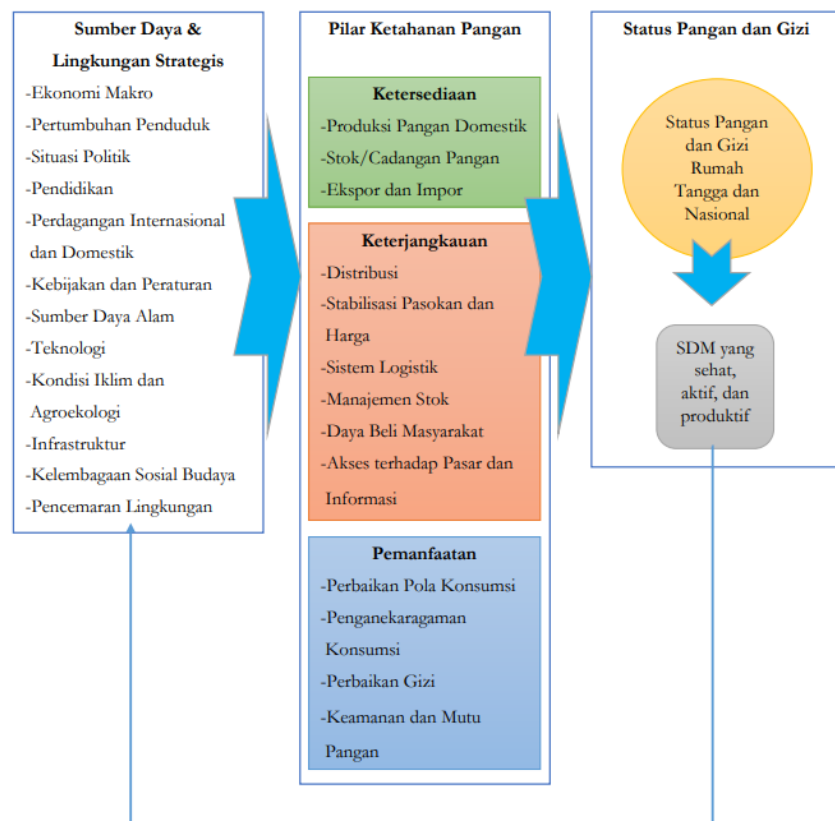 Sumber Daya &
Lingkungan Strategis
-Ekonomi Makro
-Pertumbuhan Penduduk
-Situasi Politik
-Pendidikan
-Perdagangan Internasional
dan Domestik
-Kebijakan dan Peraturan
-Sumber Daya Alam
-Teknologi
-Kondisi Iklim dan
Agroekologi
-Infrastruktur
-Kelembagaan Sosial Budaya
-Pencemaran Lingkungan
Pilar Ketahanan Pangan
Ketersediaan
-Produksi Pangan Domestik
-Stok/Cadangan Pangan
-Ekspor dan Impor
Keterjangkauan
-Distribusi
-Stabilisasi Pasokan dan
Harga
-Sistem Logistik
-Manajemen Stok
-Daya Beli Masyarakat
-Akses terhadap Pasar dan
Informasi
Pemanfaatan
-Perbaikan Pola Konsumsi
-Penganekaragaman
Konsumsi
-Perbaikan Gizi
-Keamanan dan Mutu
Pangan
Status Pangan dan Gizi
Status Pangan
dan Gizi
Rumah
Tangga dan
Nasional
SDM yang
sehat,
aktif, dan
produktif